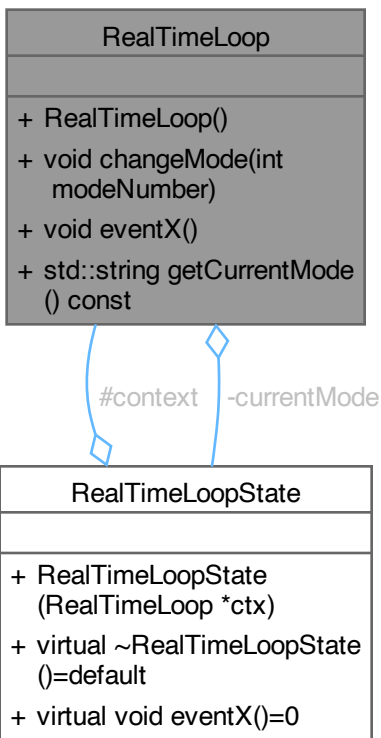 RealTimeLoop
+ RealTimeLoop()
+ void changeMode(int
modeNumber)
+ void eventX()
+ std::string getCurrentMode
() const
#context -currentMode
RealTimeLoopState
+ RealTimeLoopState
(RealTimeLoop *ctx)
+ virtual ~RealTimeLoopState
()=default
+ virtual void eventX()=0